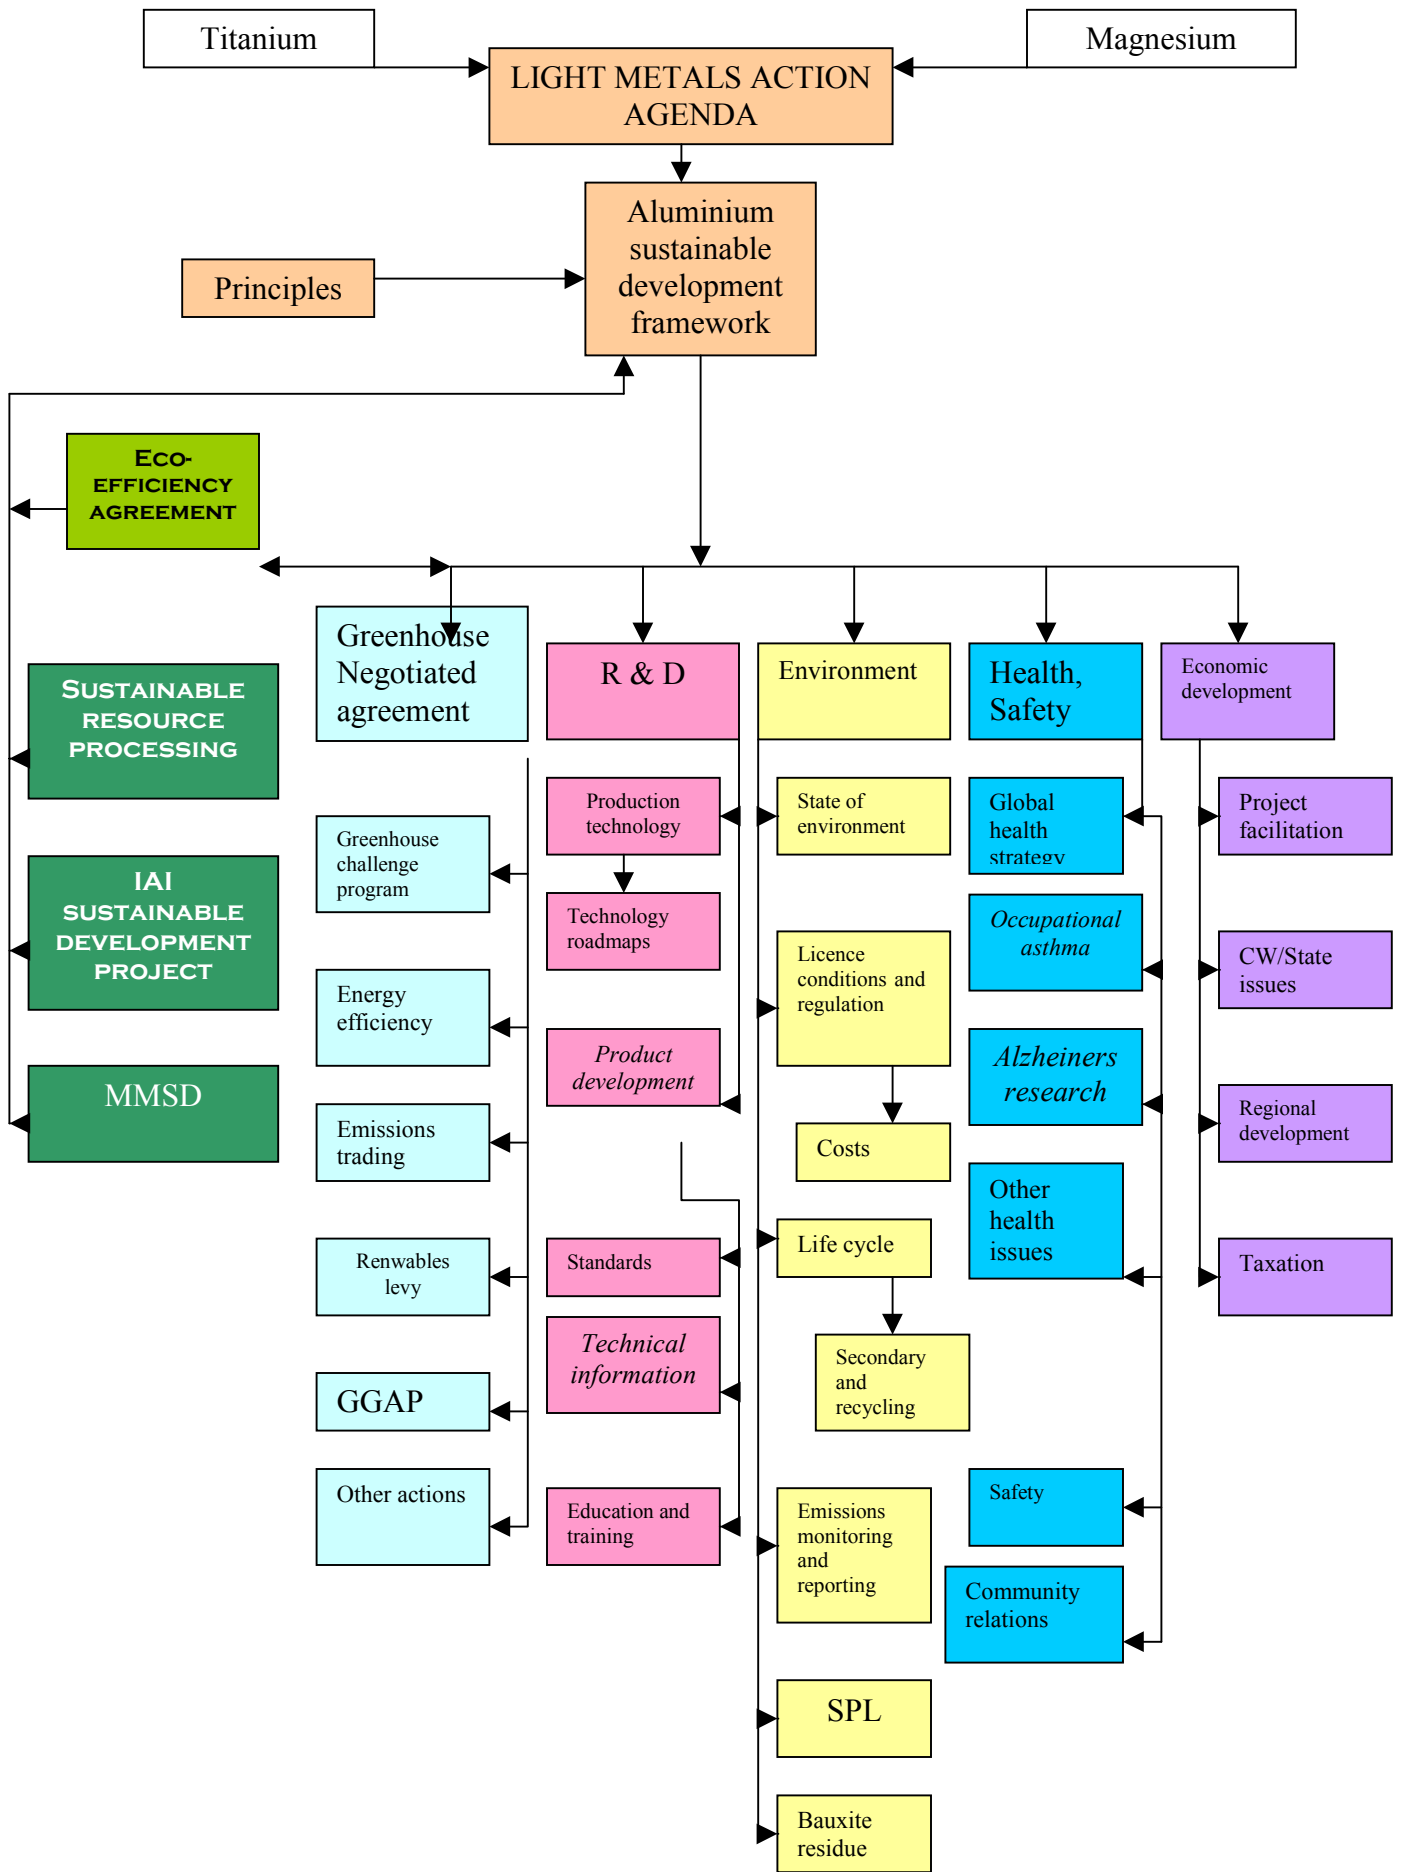 Titanium
Magnesium
LIGHT METALS ACTION
AGENDA
Aluminium
sustainable
development
framework
Principles
ECO-
EFFICIENCY
AGREEMENT
SUSTAINABLE
RESOURCE
PROCESSING
IAI
SUSTAINABLE
DEVELOPMENT
PROJECT
MMSD
Greenhouse
Negotiated
agreement
Greenhouse
challenge
program
Energy
efficiency
Emissions
trading
Renwables
levy
GGAP
Other actions
R & D
Production
technology
Technology
roadmaps
Product
development
Standards
Technical
information
Education and
training
Environment
State of
environment
Licence
conditions and
regulation
Costs
Life cycle
Secondary
and
recycling
Emissions
monitoring
and
reporting
SPL
Bauxite
residue
Health,
Safety
Global
health
strategy
Occupational
asthma
Alzheiners
research
Other
health
issues
Safety
Community
relations
Economic
development
Project
facilitation
CW/State
issues
Regional
development
Taxation